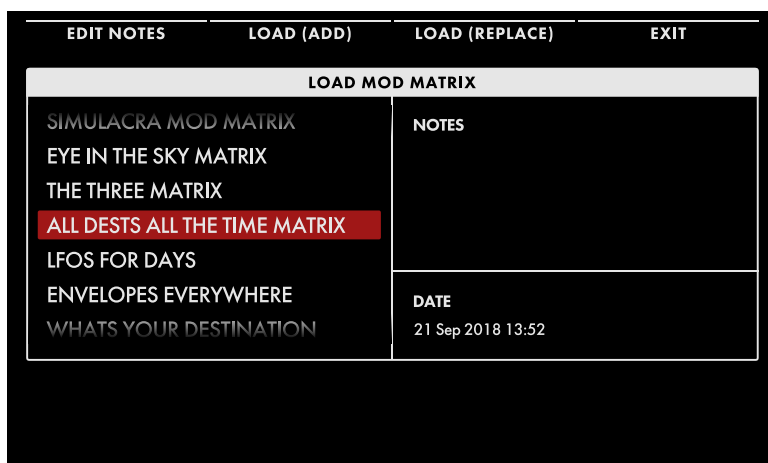 EDIT NOTES LOAD (ADD) LOAD (REPLACE) EXIT
LOAD MOD MATRIX
SIMULACRA MOD MATRIX
EYE IN THE SKY MATRIX
THE THREE MATRIX
ALL DESTS ALL THE TIME MATRIX
LFOS FOR DAYS
ENVELOPES EVERYWHERE
WHATS YOUR DESTINATION
NOTES
DATE
21 Sep 2018 13:52